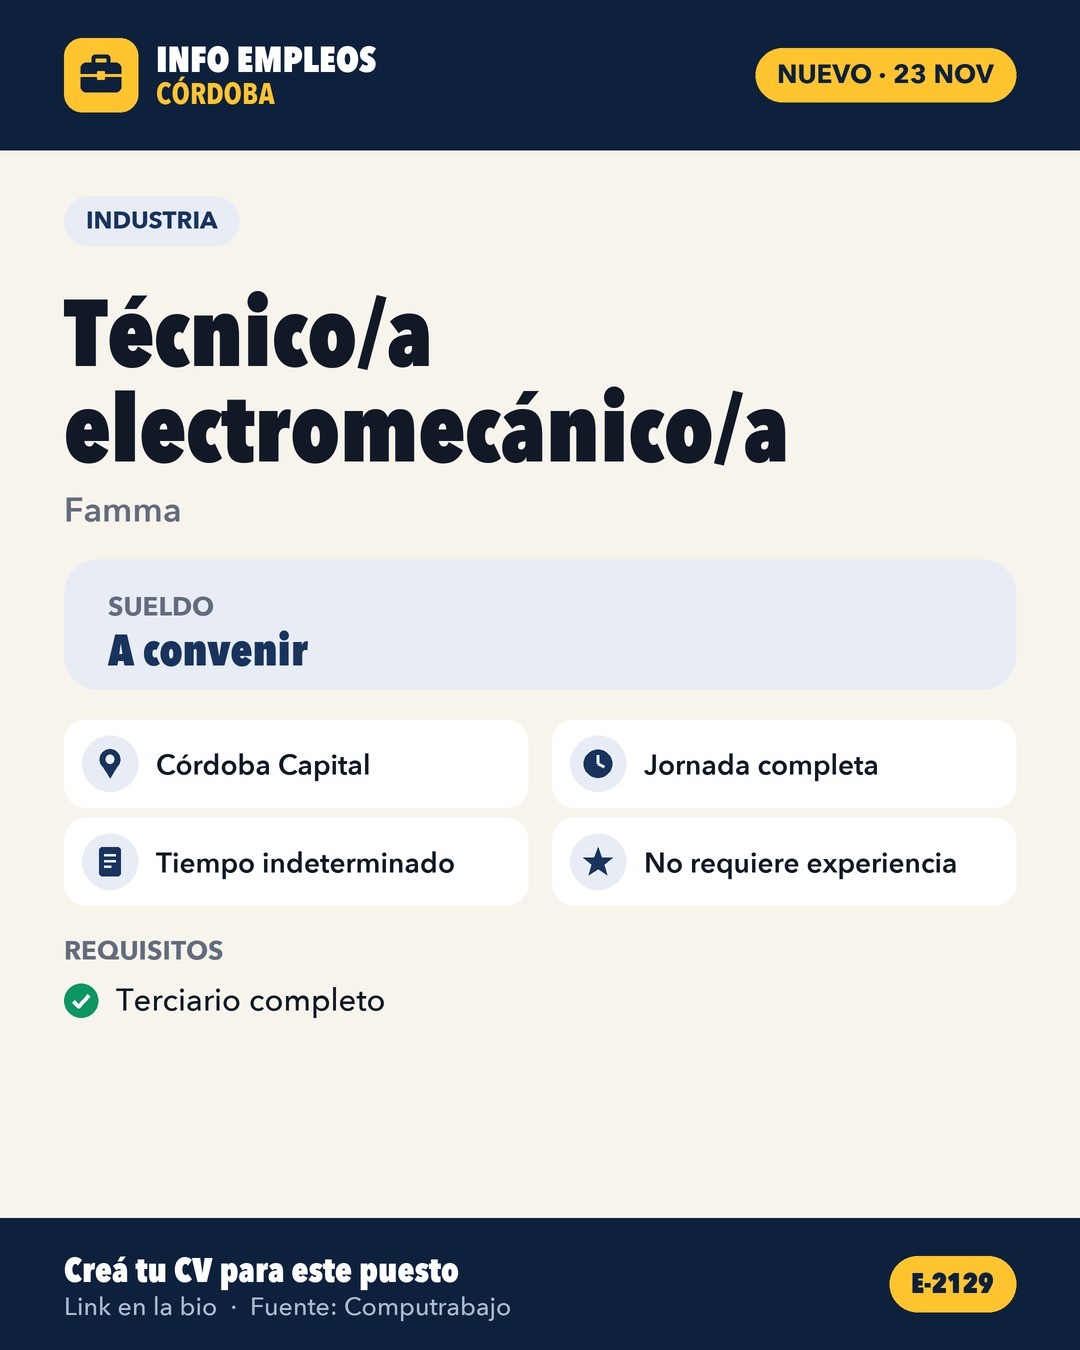 INFO EMPLEOS
CÓRDOBA
NUEVO · 23 NOV
INDUSTRIA
Técnico/a
electromecánico/a
Famma
SUELDO
A convenir
Córdoba Capital
Jornada completa
Tiempo indeterminado
No requiere experiencia
REQUISITOS
Terciario completo
Creá tu CV para este puesto
Link en la bio · Fuente: Computrabajo
E-2129